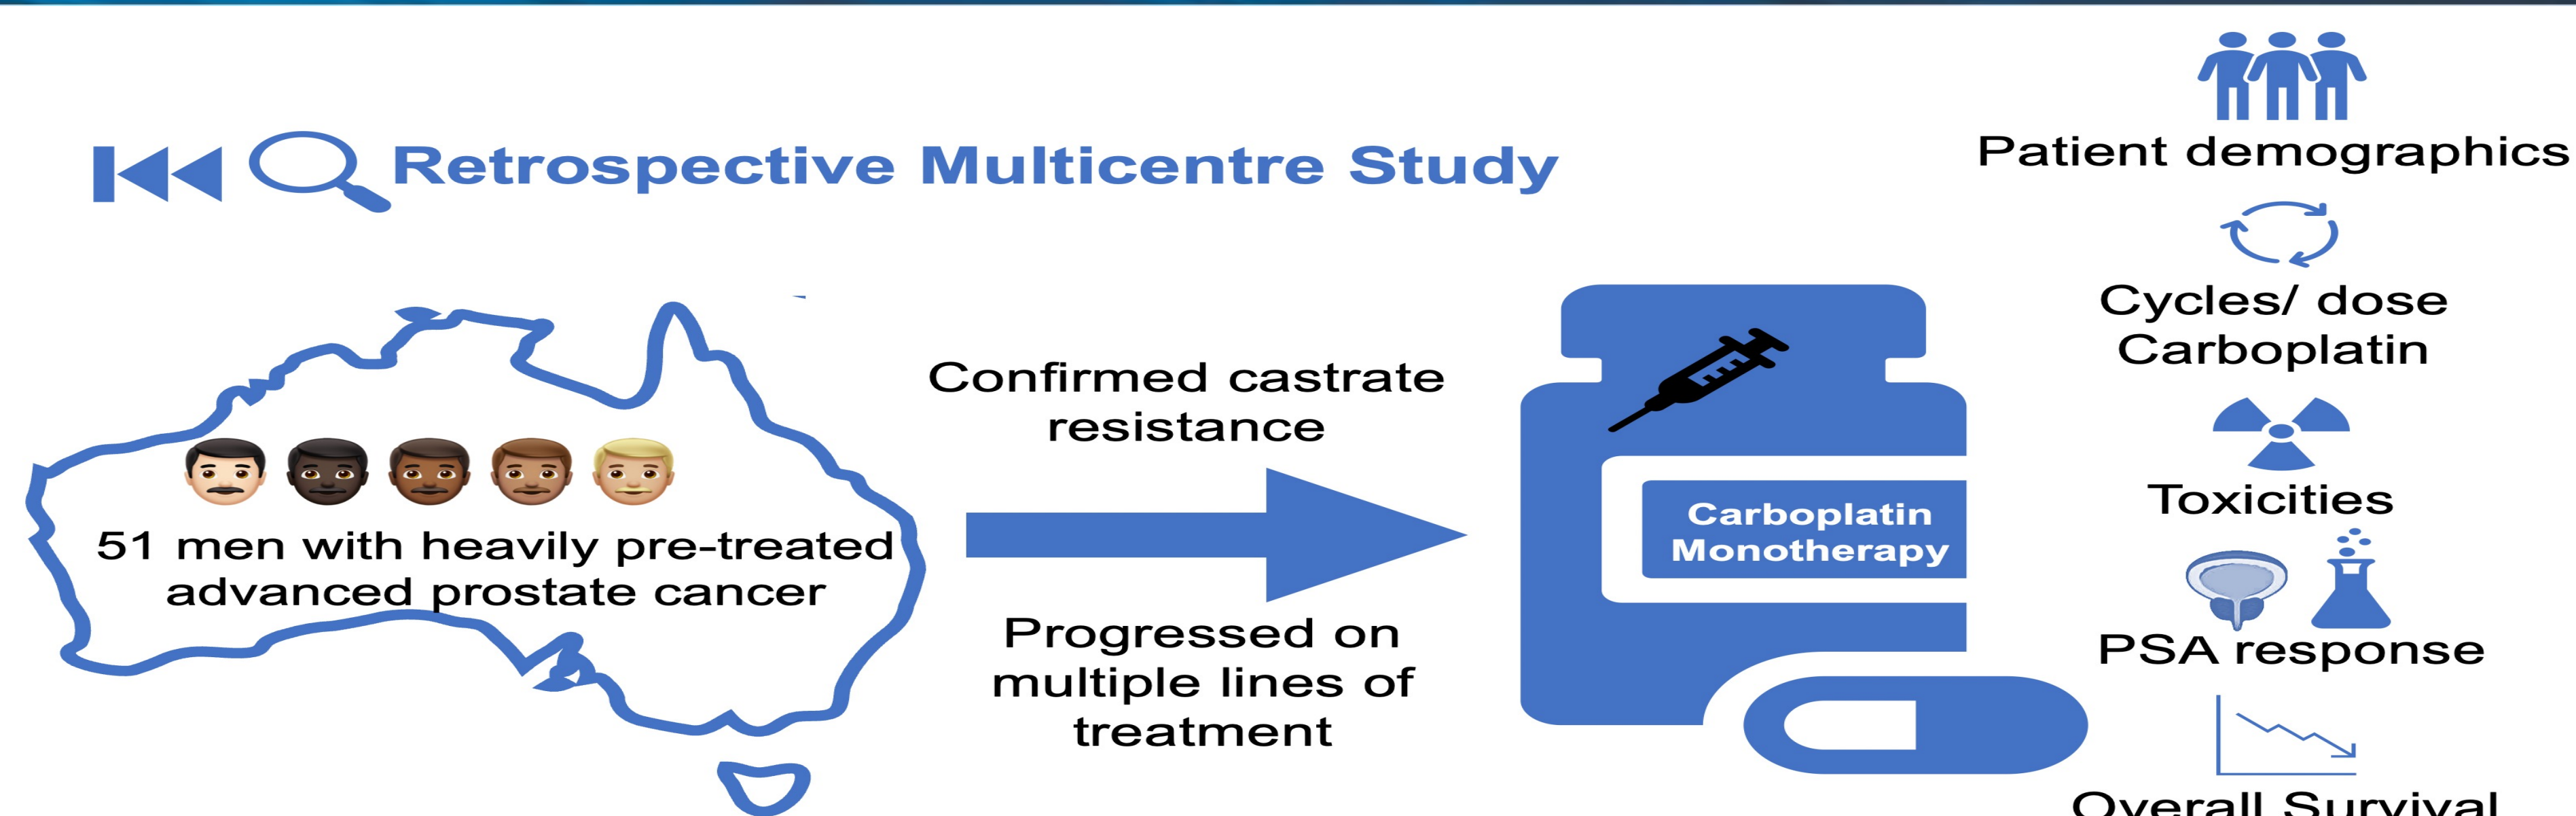 Retrospective Multicentre Study
51 men with heavily pre-treated
advanced prostate cancer
Confirmed castrate
resistance
Progressed on
multiple lines of
treatment
Carboplatin
Monotherapy
Patient demographics
Cycles/ dose
Carboplatin
Toxicities
PSA response
Overall Survival